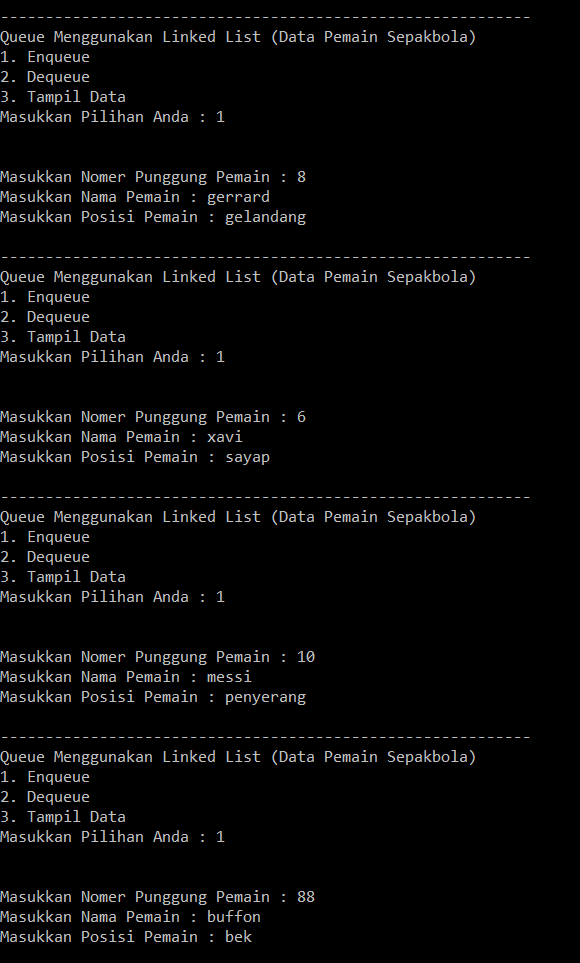 -----------------------------------------------------------
Queue Menggunakan Linked List (Data Pemain Sepakbola)
1. Enqueue
2. Dequeue
3. Tampil Data
Masukkan Pilihan Anda : 1
Masukkan Nomer Punggung Pemain : 8
Masukkan Nama Pemain : gerrard
Masukkan Posisi Pemain : gelandang
-----------------------------------------------------------
Queue Menggunakan Linked List (Data Pemain Sepakbola)
1. Enqueue
2. Dequeue
3. Tampil Data
Masukkan Pilihan Anda : 1
Masukkan Nomer Punggung Pemain : 6
Masukkan Nama Pemain : xavi
Masukkan Posisi Pemain : sayap
-----------------------------------------------------------
Queue Menggunakan Linked List (Data Pemain Sepakbola)
1. Enqueue
2. Dequeue
3. Tampil Data
Masukkan Pilihan Anda : 1
Masukkan Nomer Punggung Pemain : 10
Masukkan Nama Pemain : messi
Masukkan Posisi Pemain : penyerang
-----------------------------------------------------------
Queue Menggunakan Linked List (Data Pemain Sepakbola)
1. Enqueue
2. Dequeue
3. Tampil Data
Masukkan Pilihan Anda : 1
Masukkan Nomer Punggung Pemain : 88
Masukkan Nama Pemain : buffon
Masukkan Posisi Pemain : bek